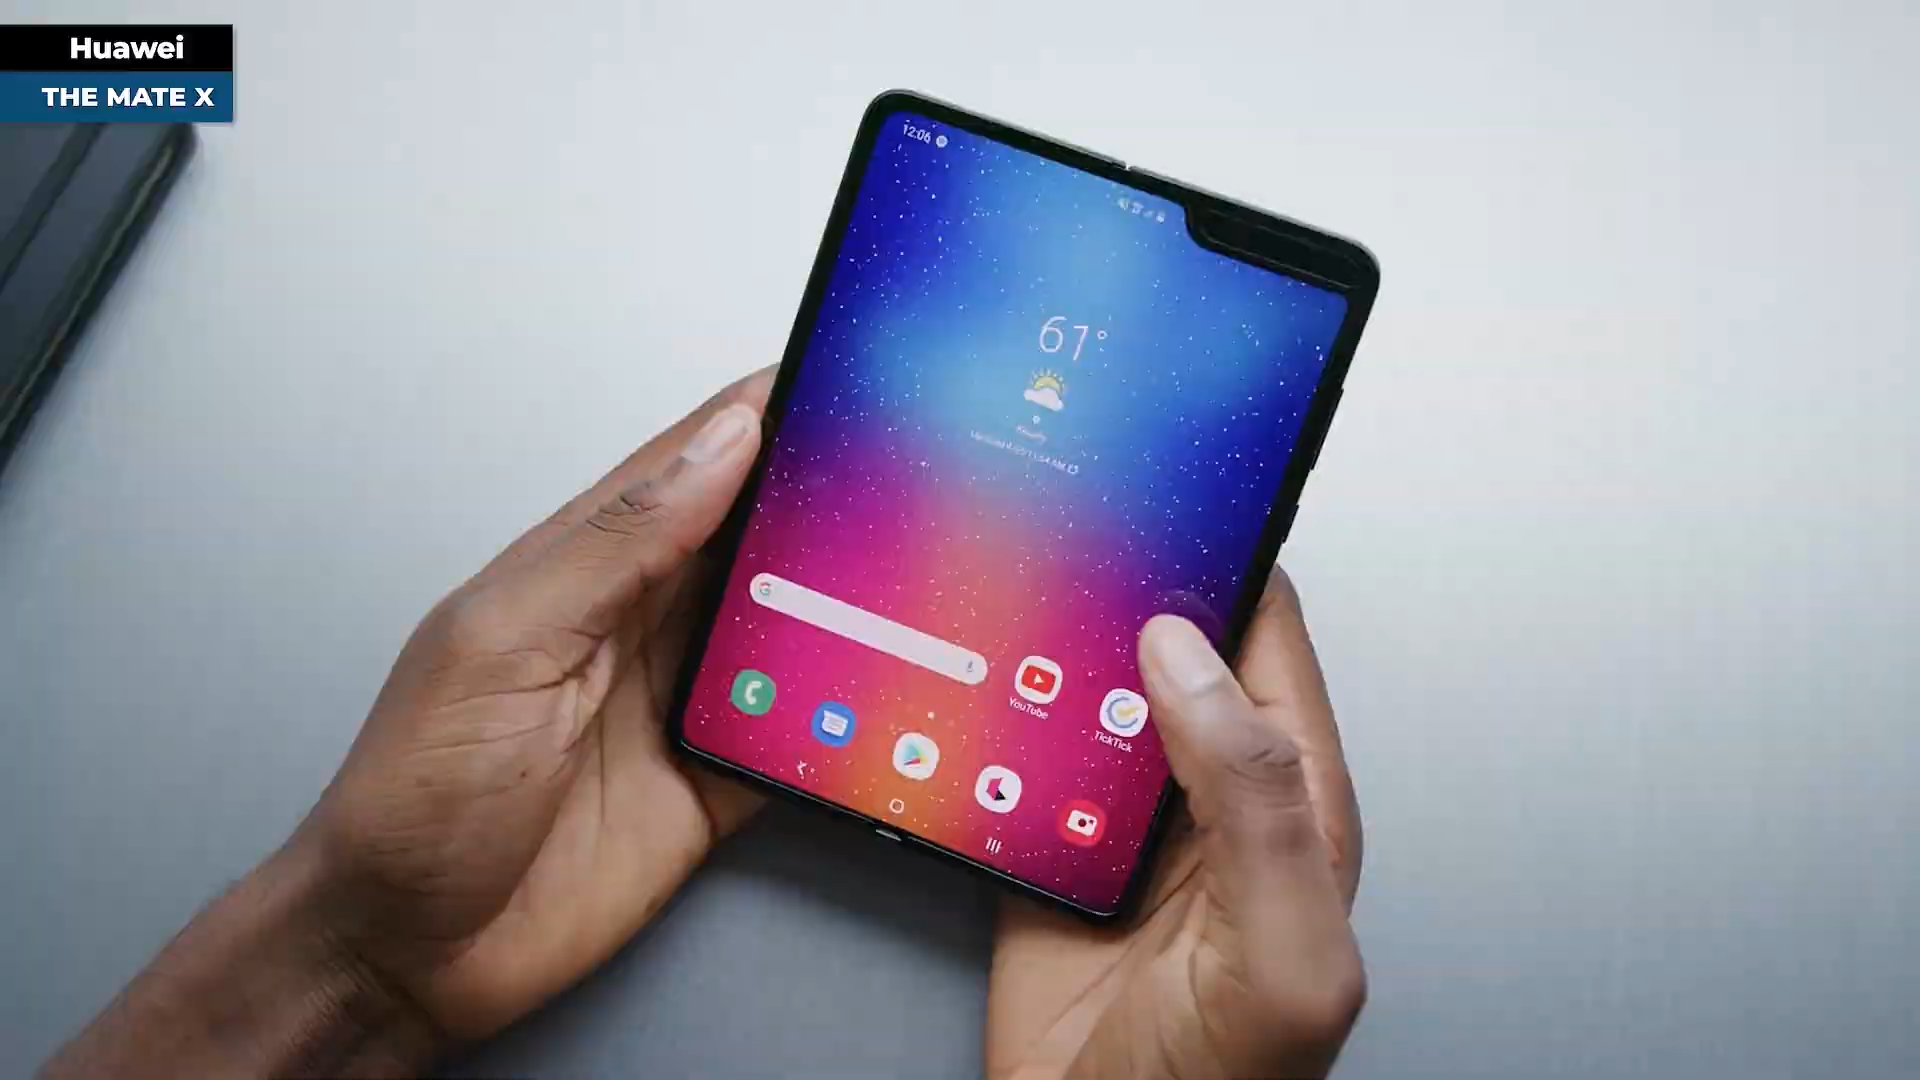 Huawei
THE MATE X
12:06
67°
G
YouTube
TickTick